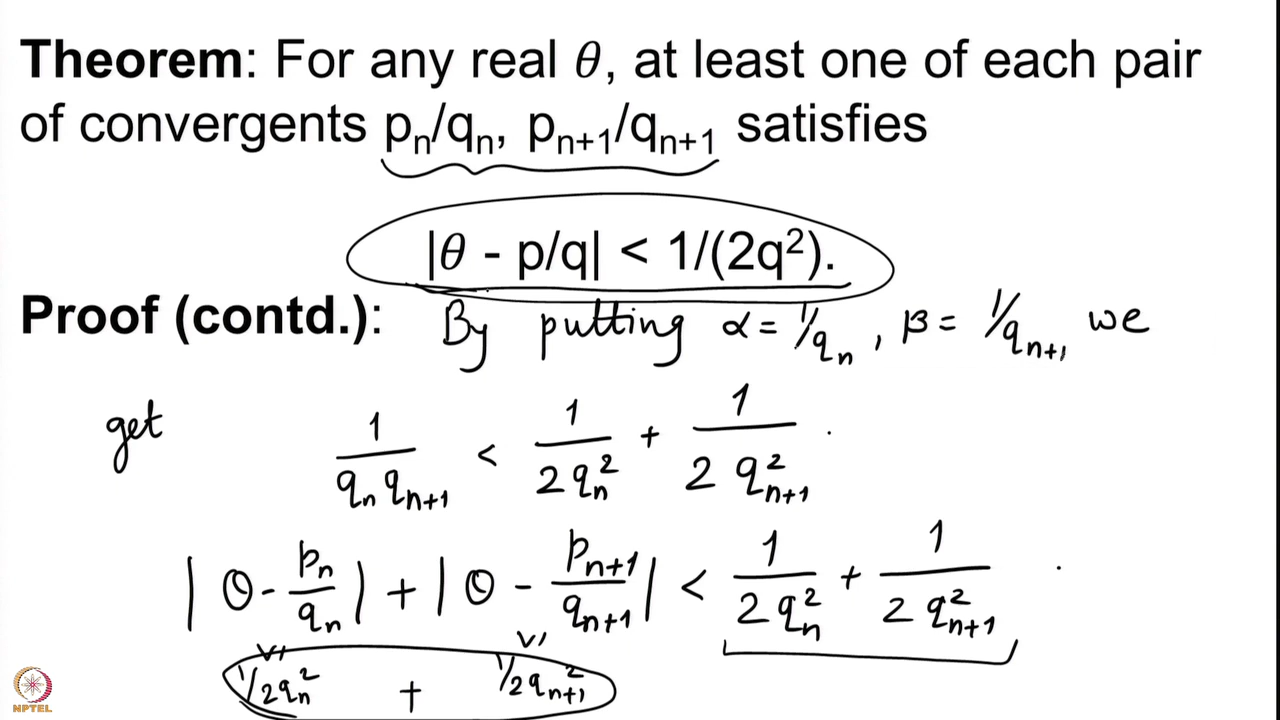 Theorem: For any real θ, at least one of each pair
of convergents pₙ/qₙ, pₙ₊₁/qₙ₊₁ satisfies
|θ - p/q| < 1/(2q²).
Proof (contd.): By putting α = 1/qₙ, β = 1/qₙ₊₁ we
get 1/(qₙ qₙ₊₁) < 1/(2qₙ²) + 1/(2qₙ₊₁²).
|θ - pₙ/qₙ| + |θ - pₙ₊₁/qₙ₊₁| < 1/(2qₙ²) + 1/(2qₙ₊₁²).
VI VI
1/2qₙ² + 1/2qₙ₊₁²
NPTEL